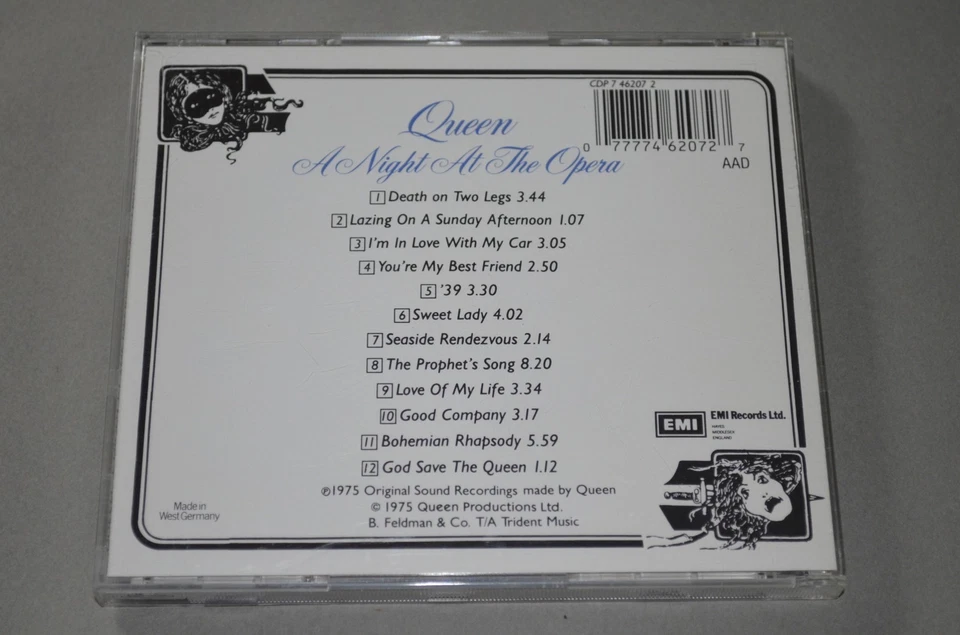 CDP 7 46207 2
0 77774 62072 7
AAD
Queen
A Night At The Opera
1 Death on Two Legs 3.44
2 Lazing On A Sunday Afternoon 1.07
3 I'm In Love With My Car 3.05
4 You're My Best Friend 2.50
5 '39 3.30
6 Sweet Lady 4.02
7 Seaside Rendezvous 2.14
8 The Prophet's Song 8.20
9 Love Of My Life 3.34
10 Good Company 3.17
11 Bohemian Rhapsody 5.59
12 God Save The Queen 1.12
EMI EMI Records Ltd.
HAYES
MIDDLESEX
ENGLAND
℗1975 Original Sound Recordings made by Queen
© 1975 Queen Productions Ltd.
B. Feldman & Co. T/A Trident Music
Made in
West Germany